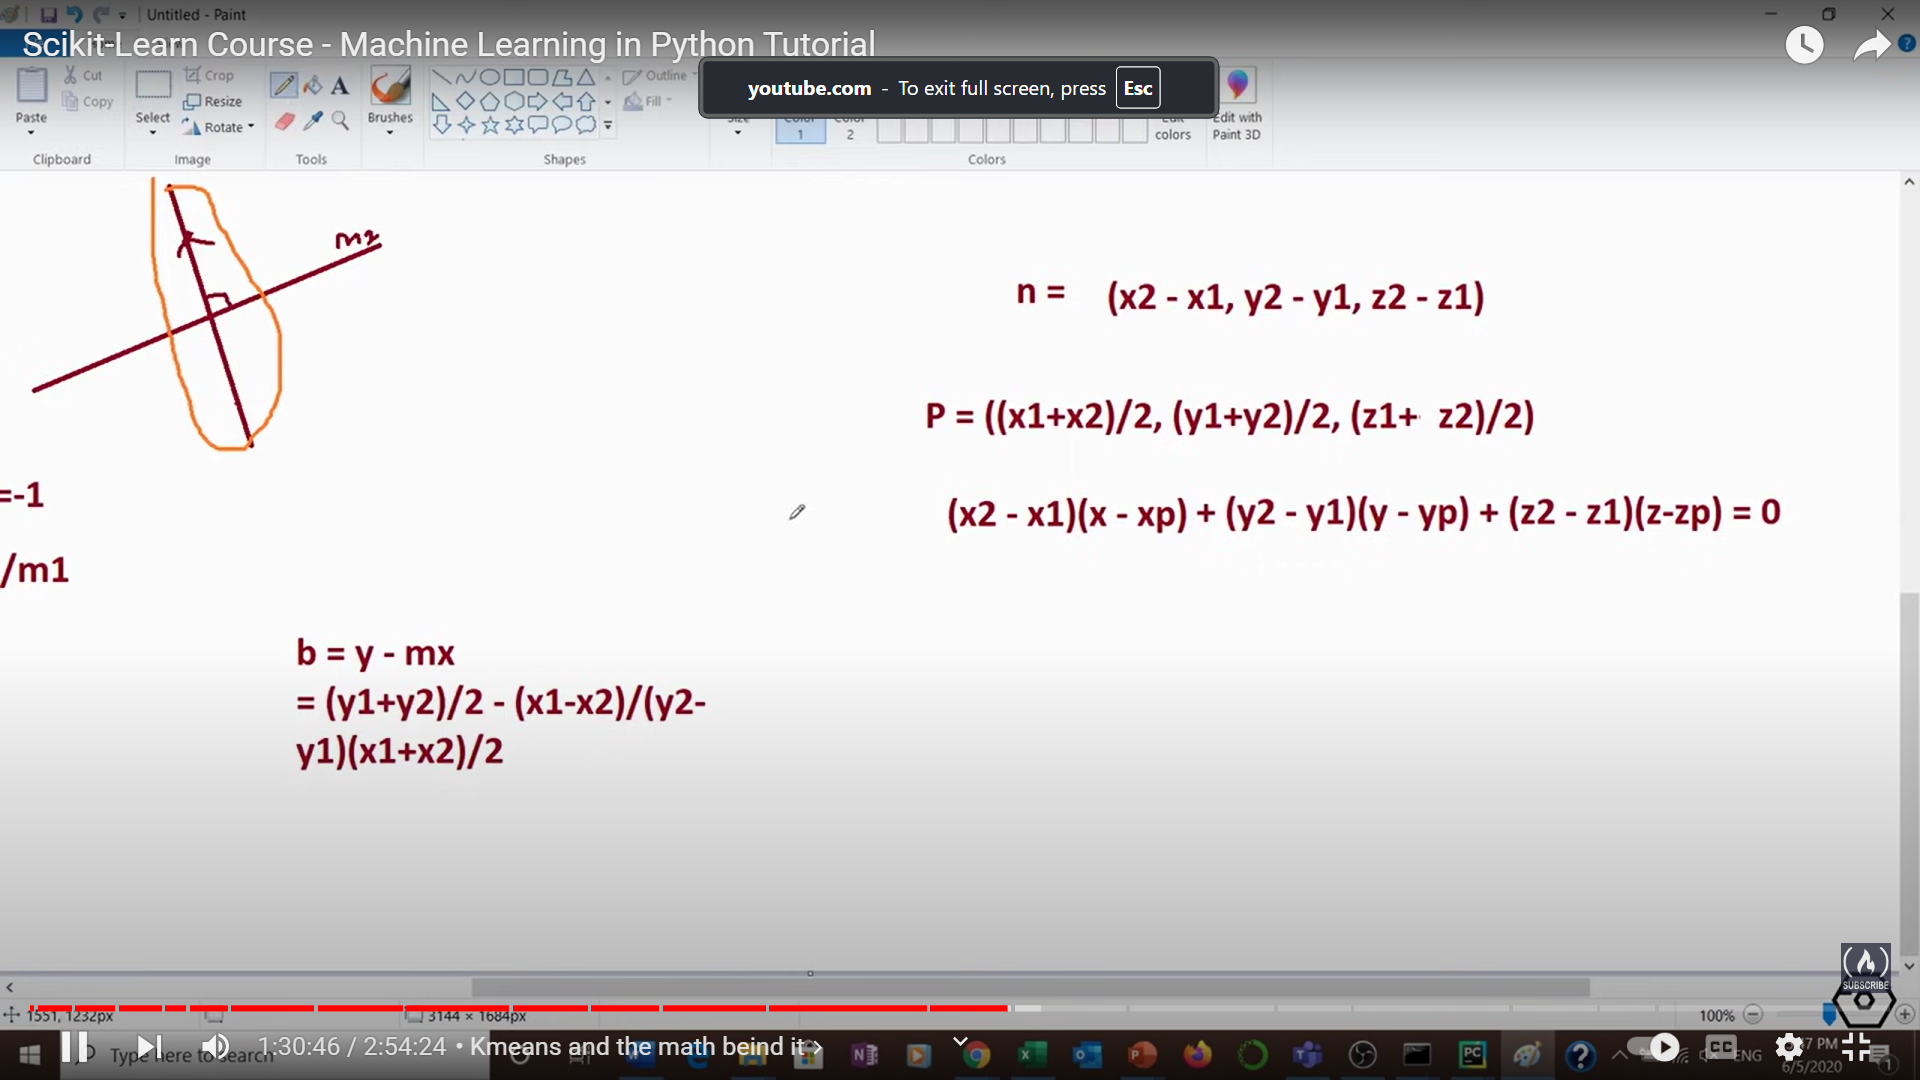 Untitled - Paint
Scikit-Learn Course - Machine Learning in Python Tutorial
youtube.com - To exit full screen, press Esc
Paste
Cut
Copy
Clipboard
Select
Crop
Resize
Rotate
Image
A
Tools
Brushes
Outline
Fill
Shapes
Size
Color
1
Color
2
Edit
colors
Colors
Edit with
Paint 3D
m2
n = (x2 - x1, y2 - y1, z2 - z1)
P = ((x1+x2)/2, (y1+y2)/2, (z1+ z2)/2)
=-1
(x2 - x1)(x - xp) + (y2 - y1)(y - yp) + (z2 - z1)(z-zp) = 0
/m1
b = y - mx
= (y1+y2)/2 - (x1-x2)/(y2-
y1)(x1+x2)/2
SUBSCRIBE
1551, 1232px
3144 × 1684px
100%
Type here to search
1:30:46 / 2:54:24 • Kmeans and the math beind it
CC
ENG
PM
6/5/2020